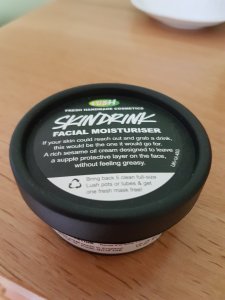 LUSH
FRESH HANDMADE COSMETICS
SKIN DRINK
FACIAL MOISTURISER
If your skin could reach out and grab a drink,
this would be the one it would go for.
A rich sesame oil cream designed to leave
a supple protective layer on the face,
without feeling greasy.
Bring back 5 clean full-size
Lush pots or tubes & get
one fresh mask free!